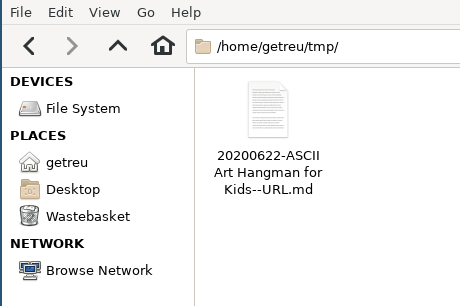 File Edit View Go Help
/home/getreu/tmp/
DEVICES
File System
PLACES
getreu
Desktop
Wastebasket
NETWORK
Browse Network
20200622-ASCII
Art Hangman for
Kids--URL.md